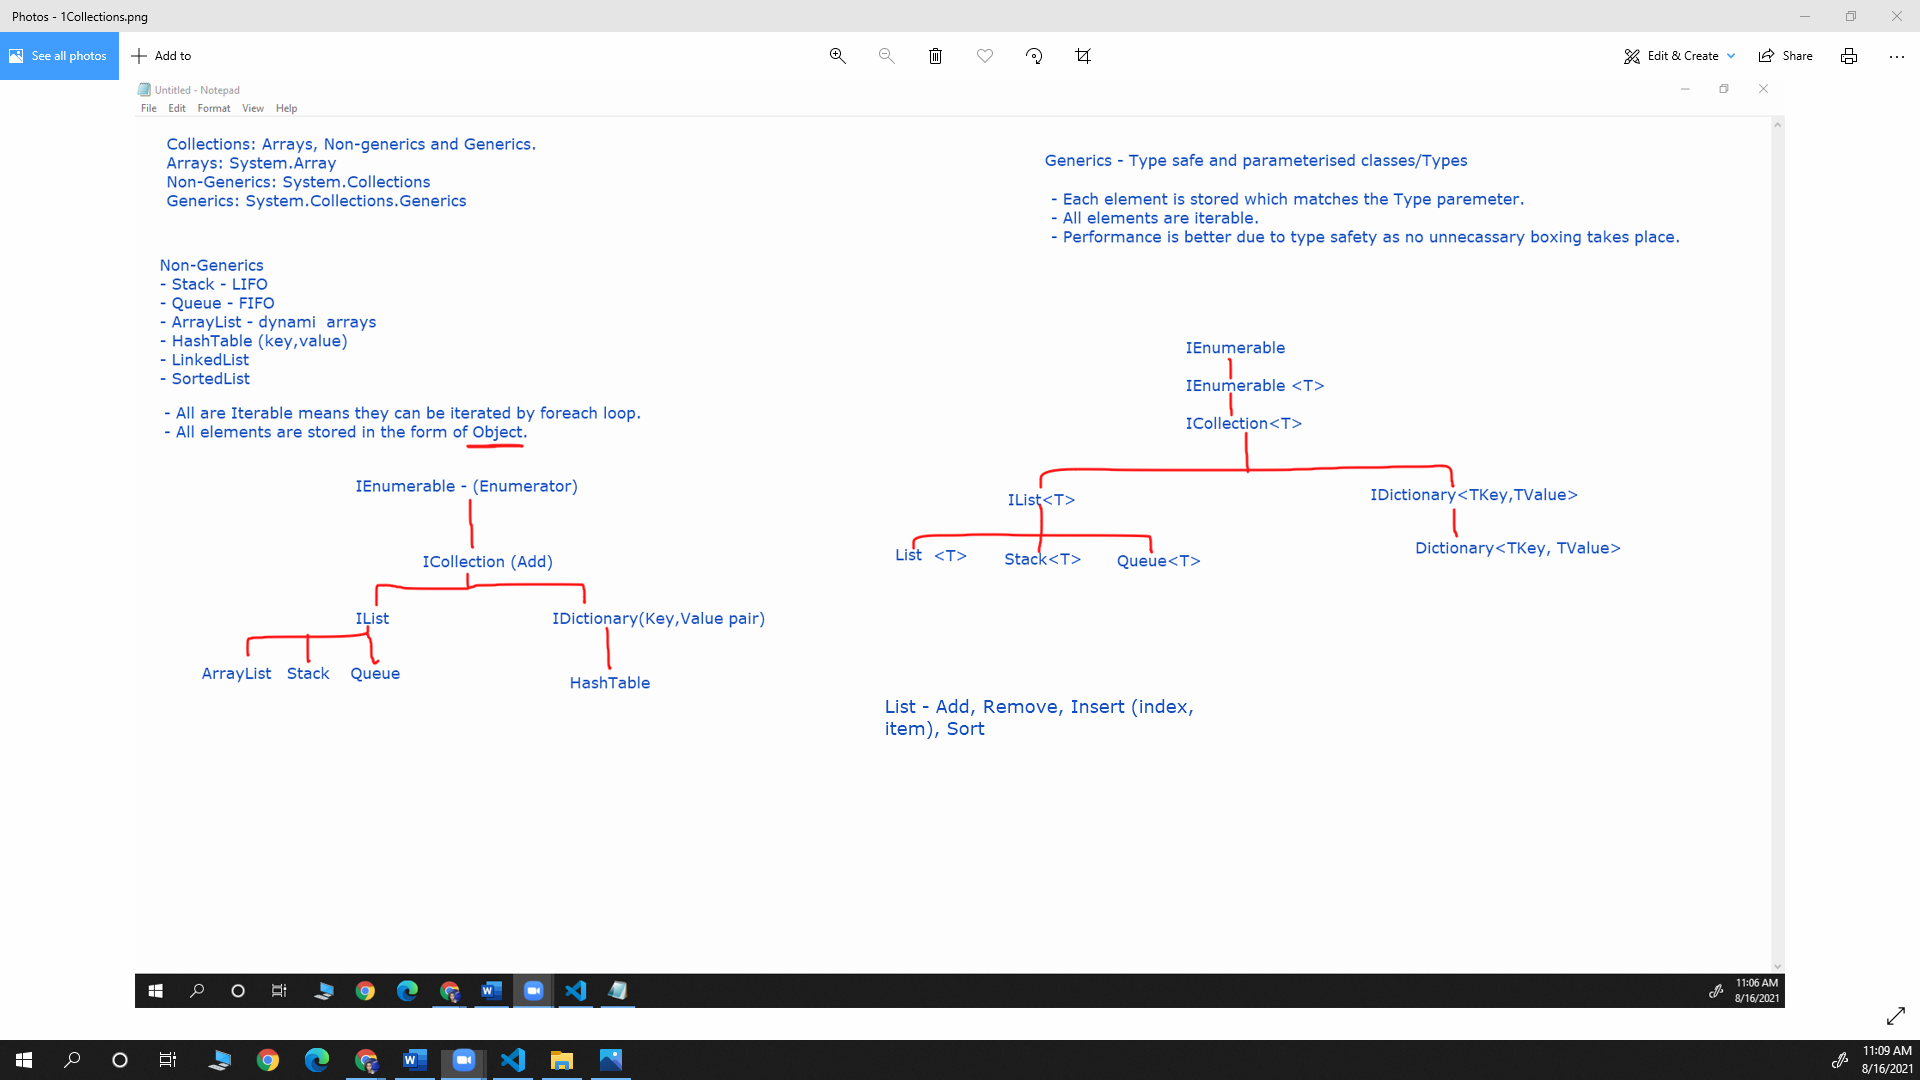 Photos - 1Collections.png
See all photos
Add to
Edit & Create
Share
Untitled - Notepad
File Edit Format View Help
Collections: Arrays, Non-generics and Generics.
Arrays: System.Array
Non-Generics: System.Collections
Generics: System.Collections.Generics
Non-Generics
- Stack - LIFO
- Queue - FIFO
- ArrayList - dynami  arrays
- HashTable (key,value)
- LinkedList
- SortedList
- All are Iterable means they can be iterated by foreach loop.
- All elements are stored in the form of Object.
IEnumerable - (Enumerator)
ICollection (Add)
IList IDictionary(Key,Value pair)
ArrayList Stack Queue
HashTable
Generics - Type safe and parameterised classes/Types
- Each element is stored which matches the Type paremeter.
- All elements are iterable.
- Performance is better due to type safety as no unnecassary boxing takes place.
IEnumerable
IEnumerable <T>
ICollection<T>
IList<T> IDictionary<TKey,TValue>
List <T> Stack<T> Queue<T> Dictionary<TKey, TValue>
List - Add, Remove, Insert (index,
item), Sort
11:06 AM
8/16/2021
11:09 AM
8/16/2021